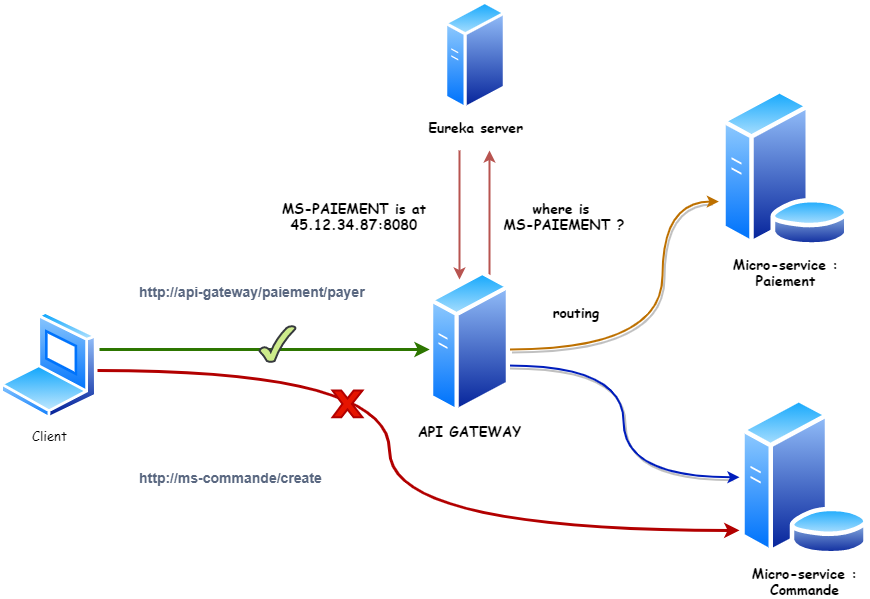 Eureka server
MS-PAIEMENT is at
45.12.34.87:8080
where is
MS-PAIEMENT ?
Micro-service :
Paiement
http://api-gateway/paiement/payer
routing
Client
API GATEWAY
http://ms-commande/create
Micro-service :
Commande